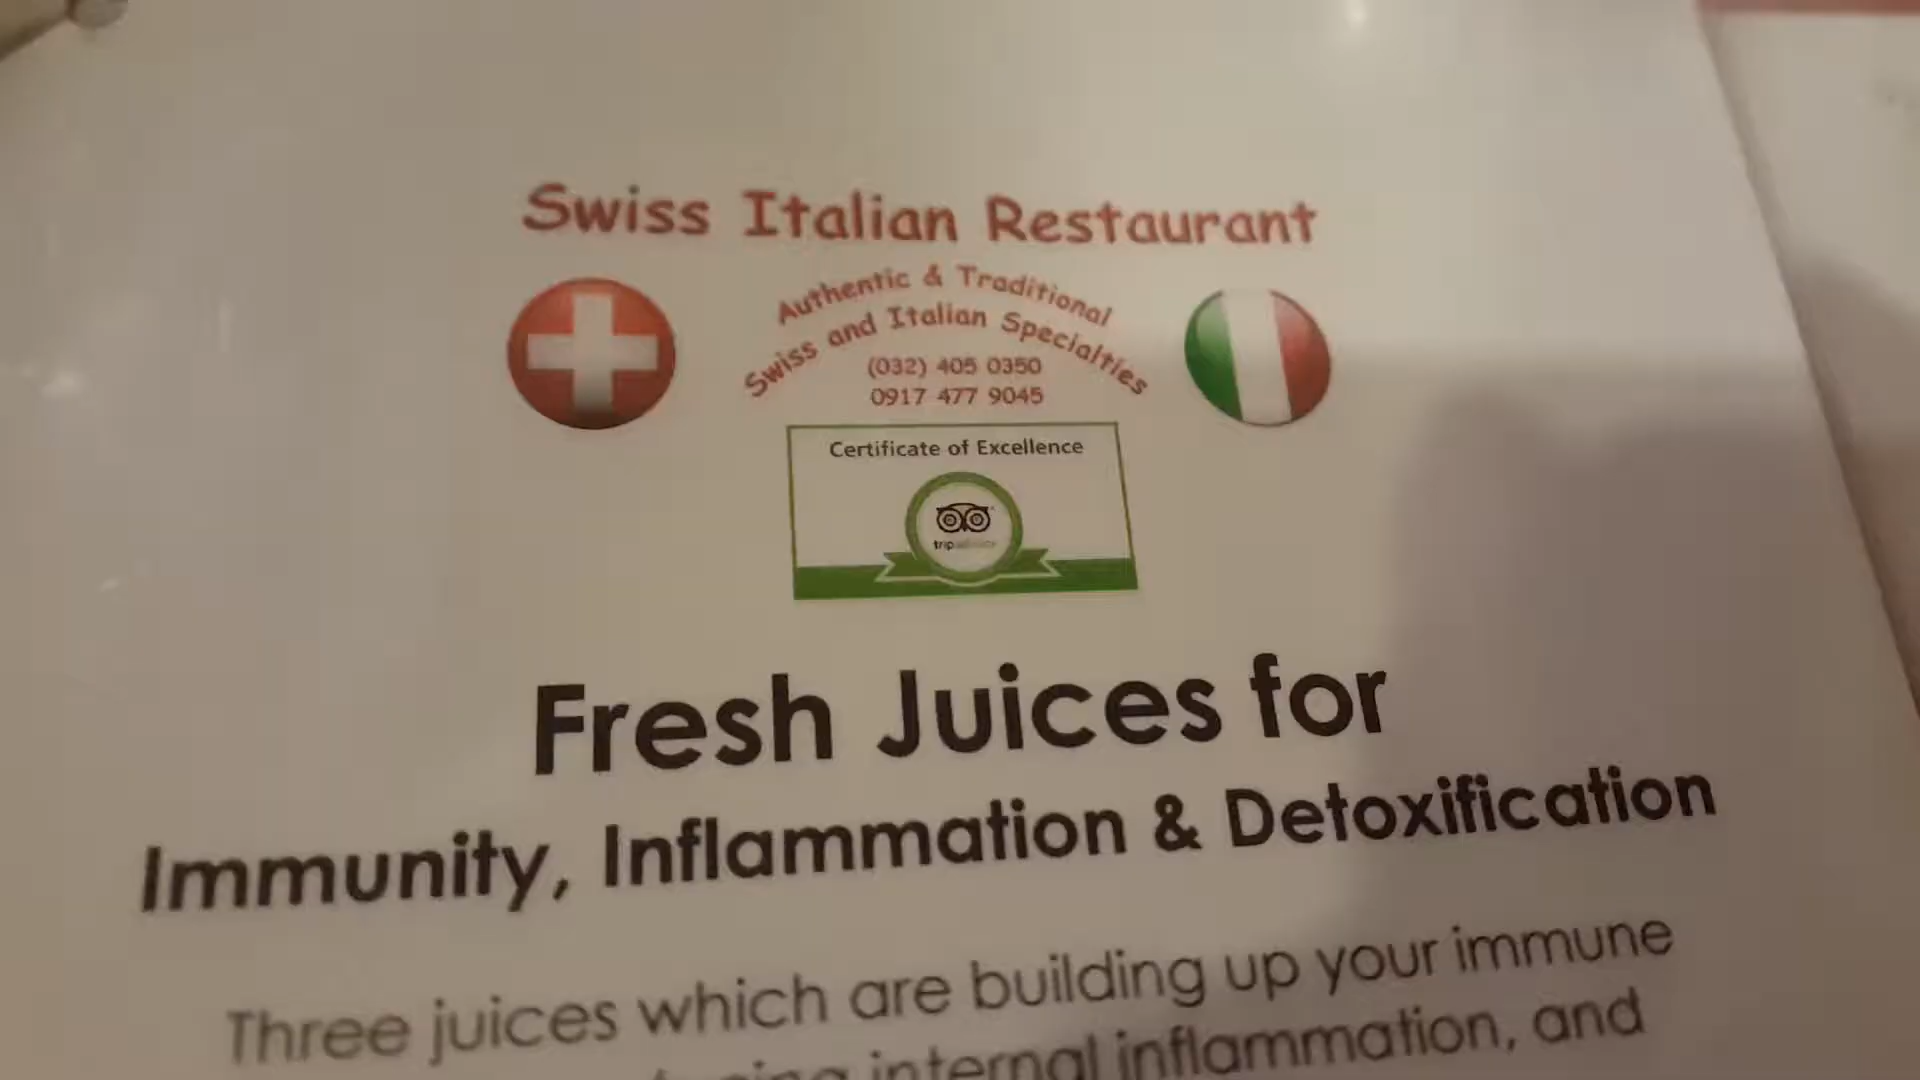 Swiss Italian Restaurant
Authentic & Traditional
Swiss and Italian Specialties
(032) 405 0350
0917 477 9045
Certificate of Excellence
Fresh Juices for
Immunity, Inflammation & Detoxification
Three juices which are building up your immune
internal inflammation, and